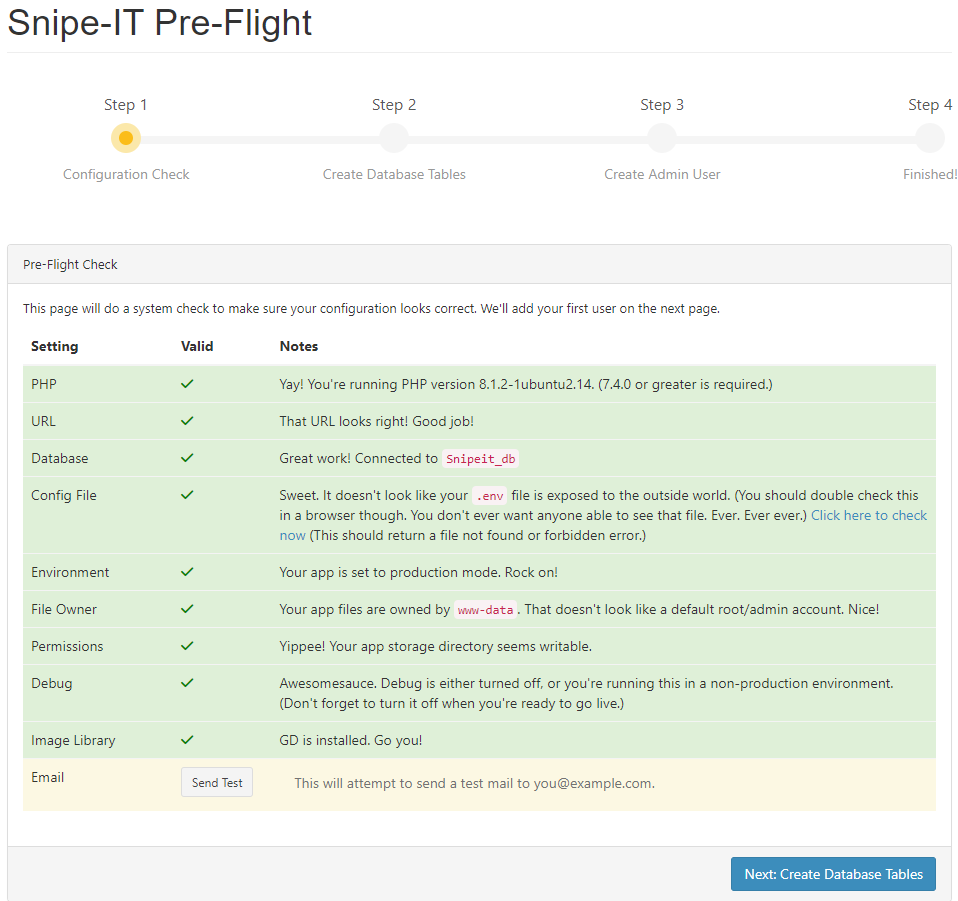 Snipe-IT Pre-Flight
Step 1
Step 2
Step 3
Step 4
Configuration Check
Create Database Tables
Create Admin User
Finished!
Pre-Flight Check
This page will do a system check to make sure your configuration looks correct. We'll add your first user on the next page.
Setting Valid Notes
PHP Yay! You're running PHP version 8.1.2-1ubuntu2.14. (7.4.0 or greater is required.)
URL That URL looks right! Good job!
Database Great work! Connected to Snipeit_db
Config File Sweet. It doesn't look like your .env file is exposed to the outside world. (You should double check this
in a browser though. You don't ever want anyone able to see that file. Ever. Ever ever.) Click here to check
now (This should return a file not found or forbidden error.)
Environment Your app is set to production mode. Rock on!
File Owner Your app files are owned by www-data. That doesn't look like a default root/admin account. Nice!
Permissions Yippee! Your app storage directory seems writable.
Debug Awesomesauce. Debug is either turned off, or you're running this in a non-production environment.
(Don't forget to turn it off when you're ready to go live.)
Image Library GD is installed. Go you!
Email Send Test This will attempt to send a test mail to you@example.com.
Next: Create Database Tables